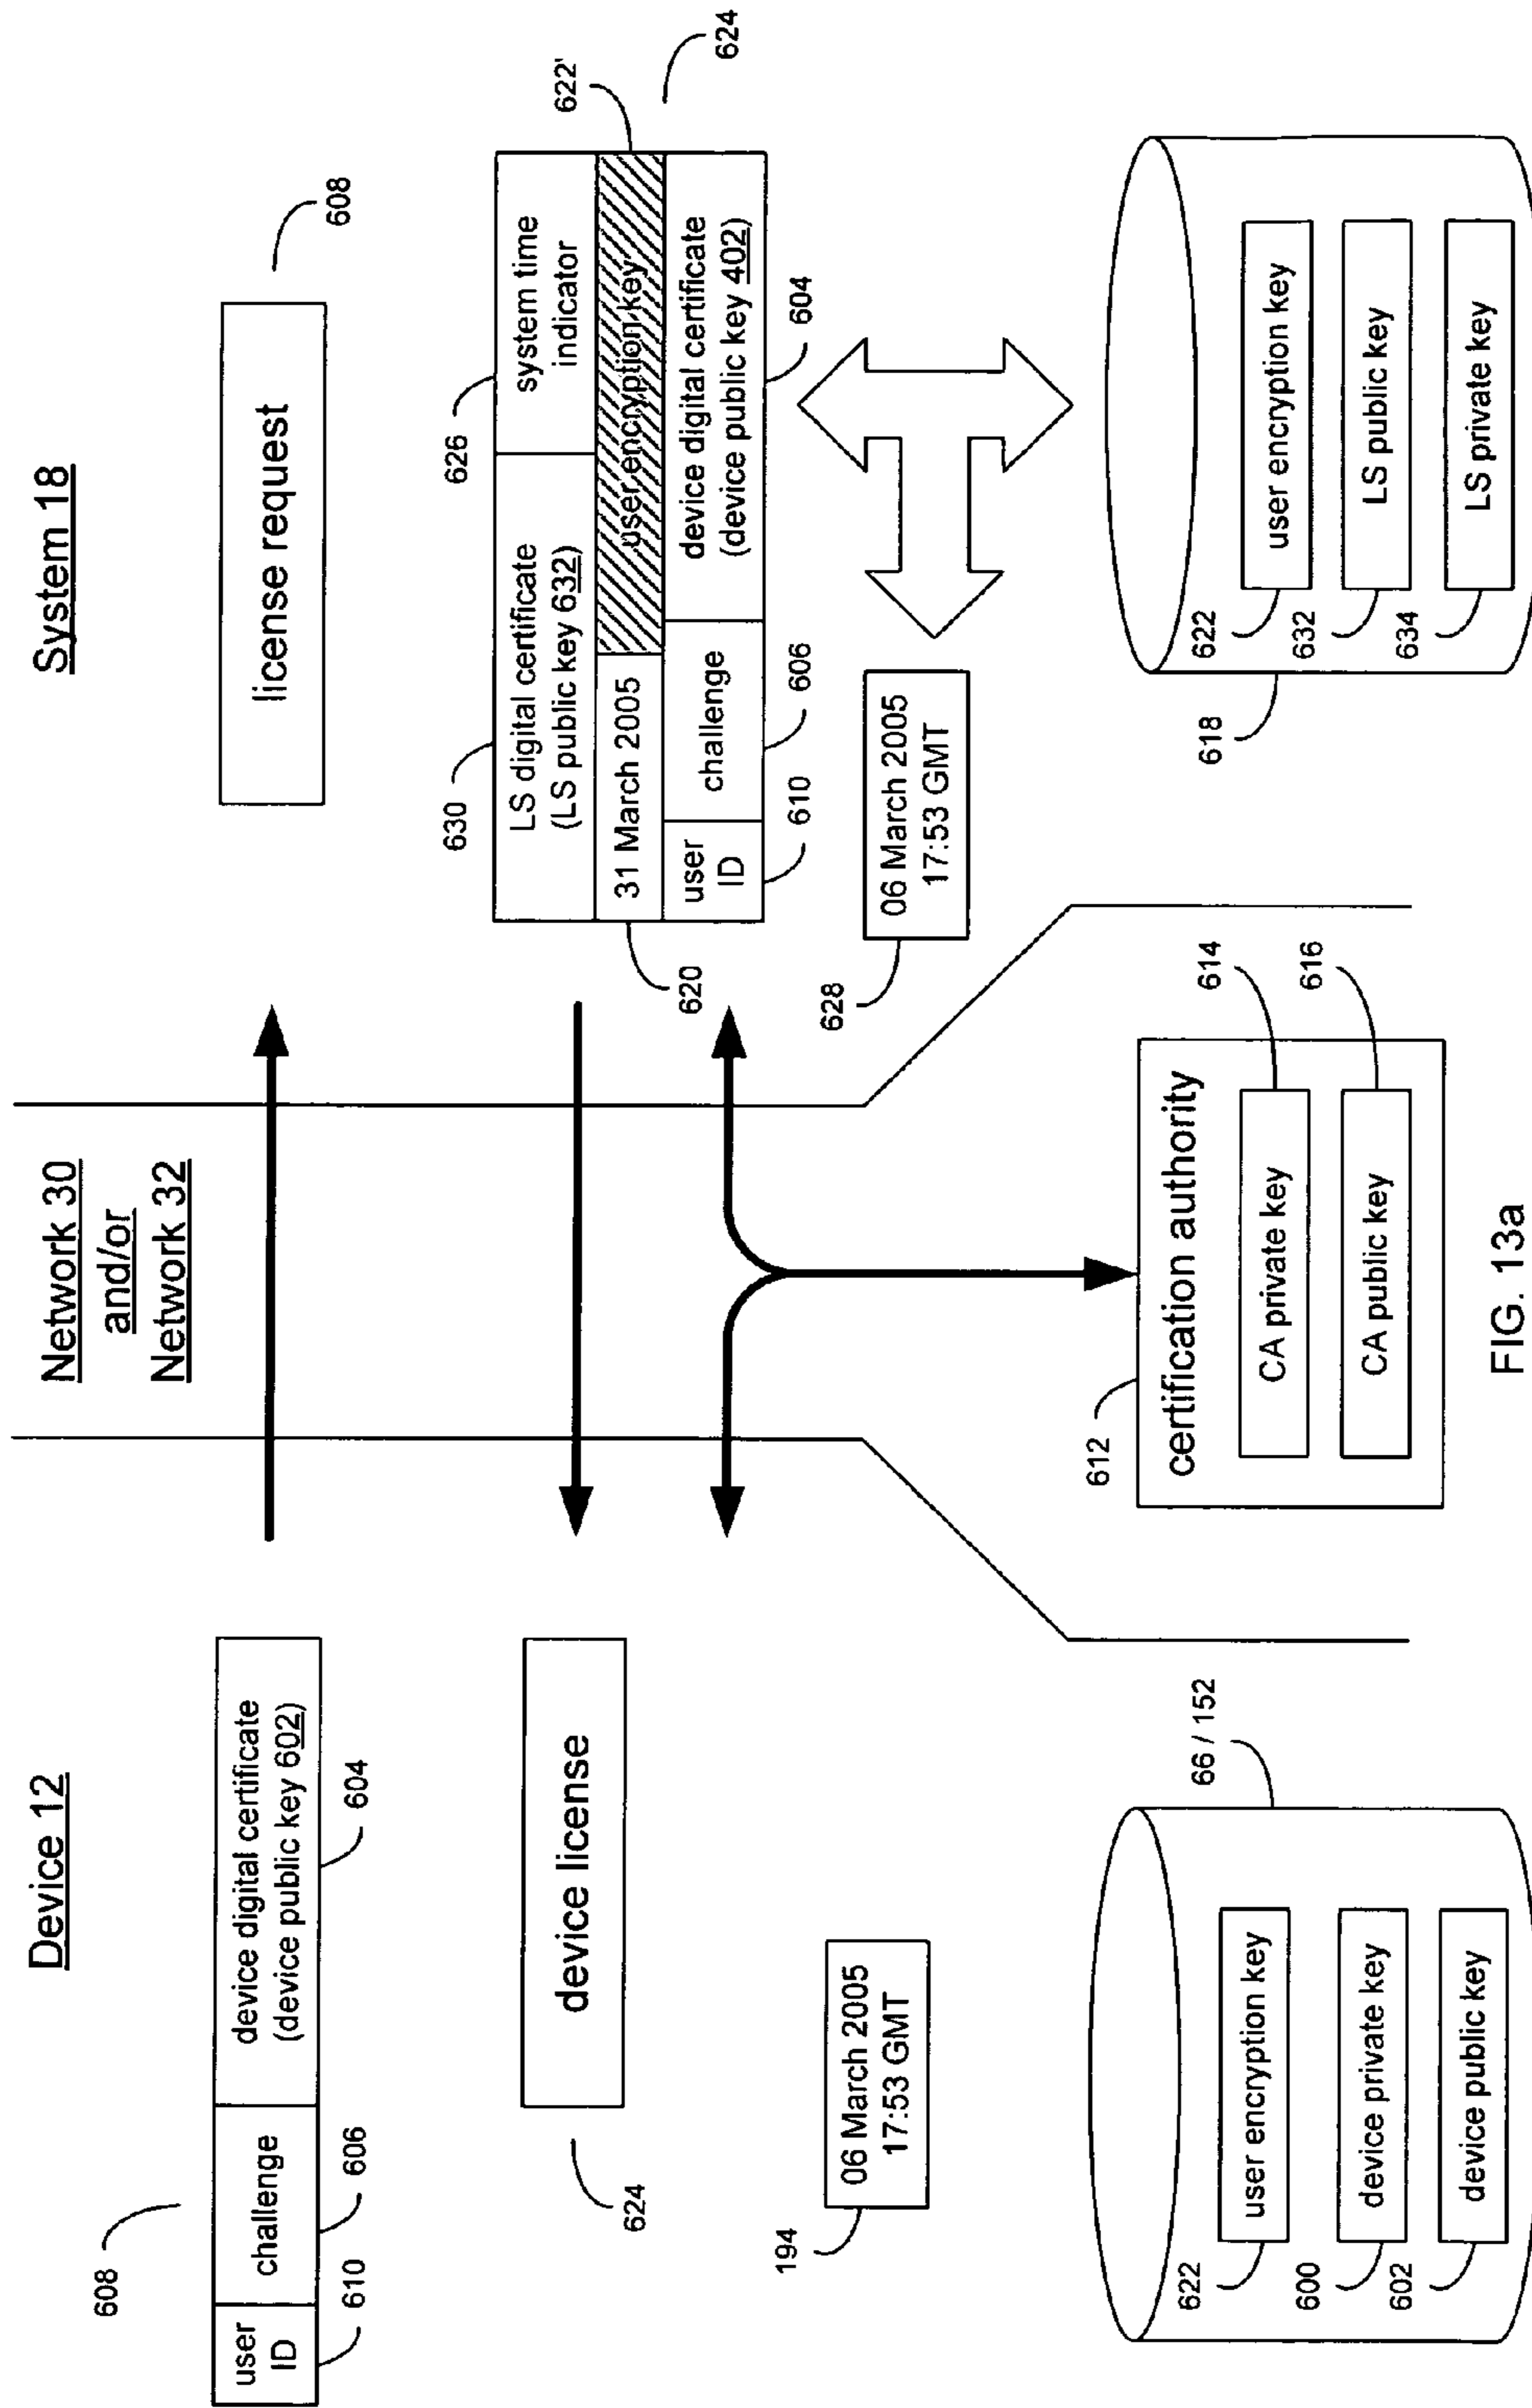 Device 12
Network 30
and/or
Network 32
System 18
608
user
ID
challenge
device digital certificate
(device public key 602)
610
606
604
license request
608
device license
624
630
626
622'
LS digital certificate
(LS public key 632)
system time
indicator
31 March 2005
user encryption key
user
ID
challenge
device digital certificate
(device public key 402)
620
610
606
604
624
194
06 March 2005
17:53 GMT
628
06 March 2005
17:53 GMT
66 / 152
622
user encryption key
600
device private key
602
device public key
612
certification authority
CA private key
614
CA public key
616
618
622
user encryption key
632
LS public key
634
LS private key
FIG. 13a